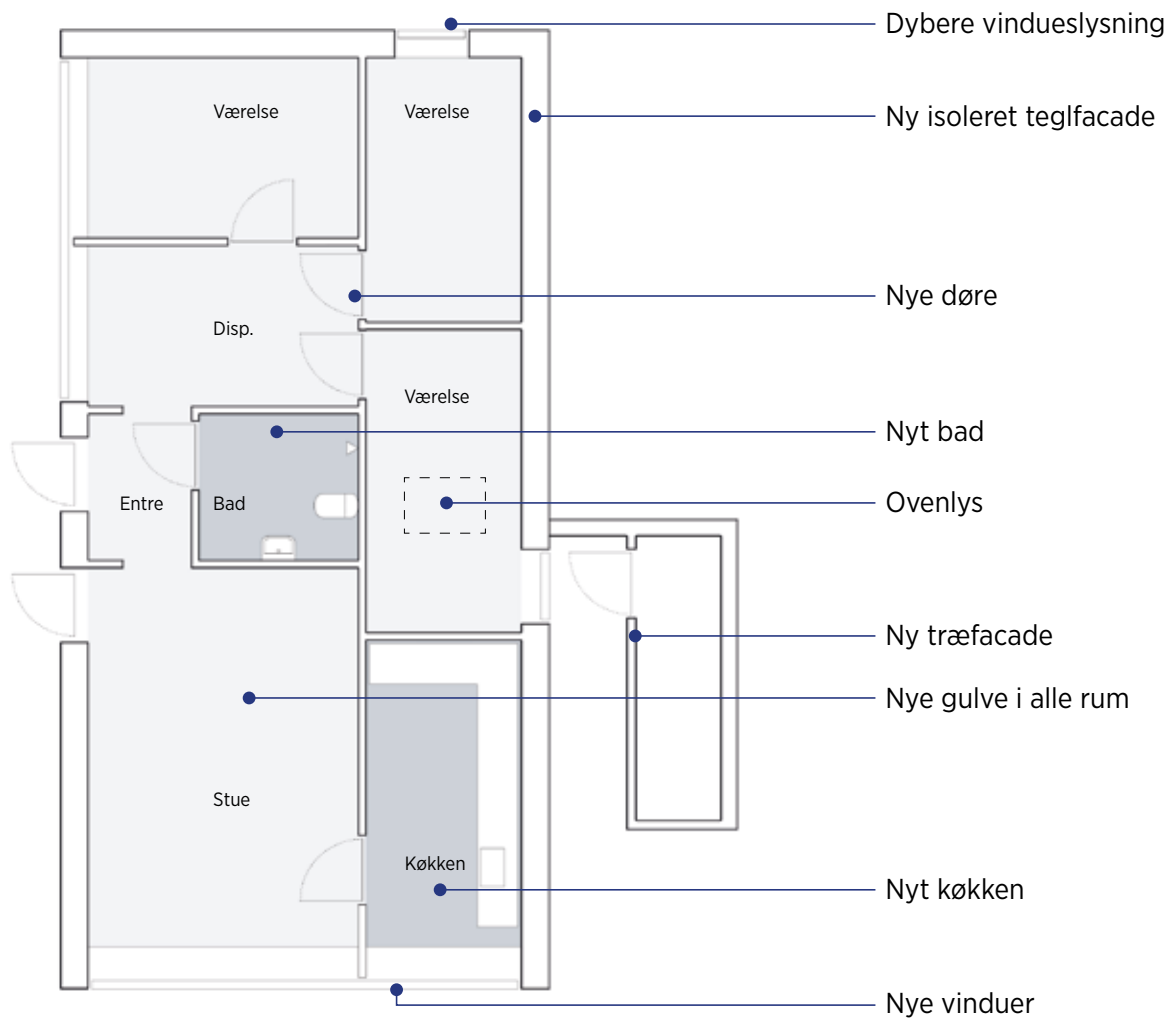 Dybere vindueslysning
Værelse
Værelse
Ny isoleret teglfacade
Nye døre
Disp.
Værelse
Nyt bad
Entre
Bad
Ovenlys
Ny træfacade
Nye gulve i alle rum
Stue
Køkken
Nyt køkken
Nye vinduer